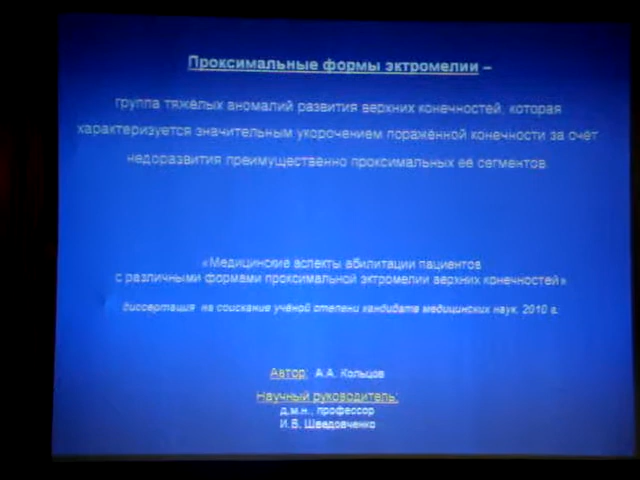 Проксимальные формы эктромелии –
группа тяжёлых аномалий развития верхних конечностей, которая
характеризуется значительным укорочением поражённой конечности за счёт
недоразвития преимущественно проксимальных её сегментов.
«Медицинские аспекты абилитации пациентов
с различными формами проксимальной эктромелии верхних конечностей»
диссертация на соискание учёной степени кандидата медицинских наук, 2010 г.
Автор: А.А. Кольцов
Научный руководитель:
д.м.н., профессор
И.В. Шведовченко